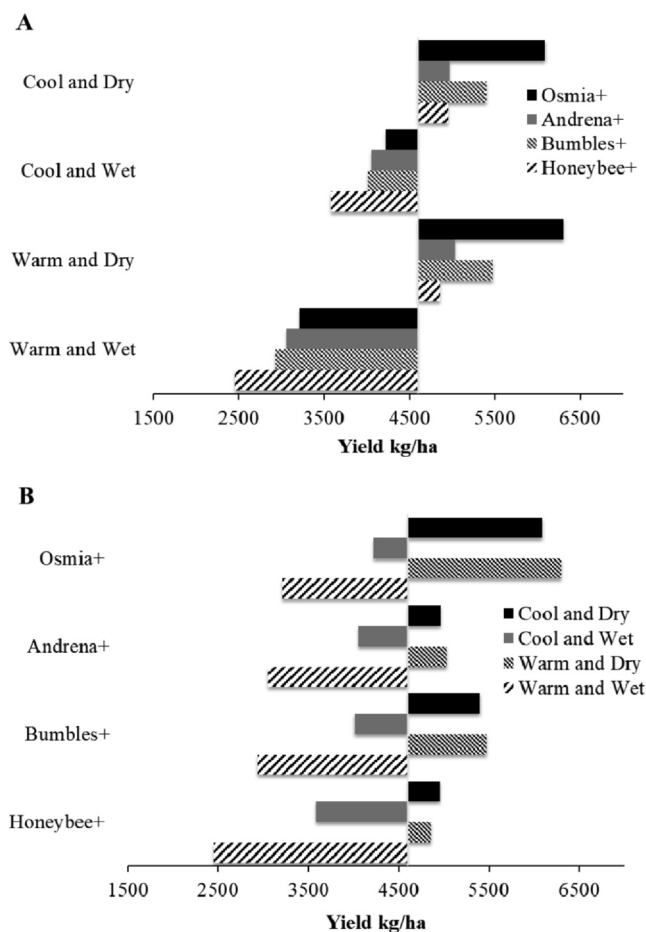 A
Cool and Dry
Cool and Wet
Warm and Dry
Warm and Wet
Osmia+
Andrena+
Bumbles+
Honeybee+
1500 2500 3500 4500 5500 6500
Yield kg/ha
B
Osmia+
Andrena+
Bumbles+
Honeybee+
Cool and Dry
Cool and Wet
Warm and Dry
Warm and Wet
1500 2500 3500 4500 5500 6500
Yield kg/ha